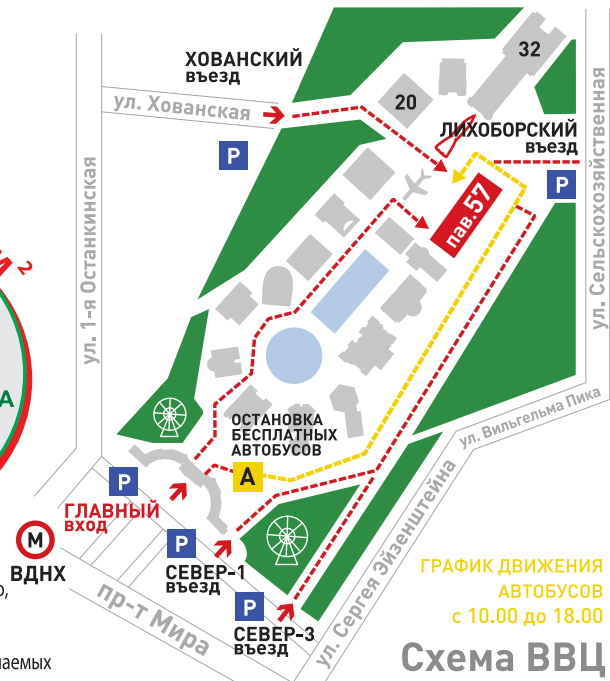 32
ХОВАНСКИЙ
въезд
ул. Хованская
20
ЛИХОБОРСКИЙ
въезд
P
P
пав.57
ул. 1-я Останкинская
ул. Сельскохозяйственная
2
А
ул. Вильгельма Пика
ОСТАНОВКА
БЕСПЛАТНЫХ
АВТОБУСОВ
А
P
ГЛАВНЫЙ
вход
М
ВДНХ
P
СЕВЕР-1
въезд
P
СЕВЕР-3
въезд
пр-т Мира
ул. Сергея Эйзенштейна
ГРАФИК ДВИЖЕНИЯ
АВТОБУСОВ
с 10.00 до 18.00
Схема ВВЦ